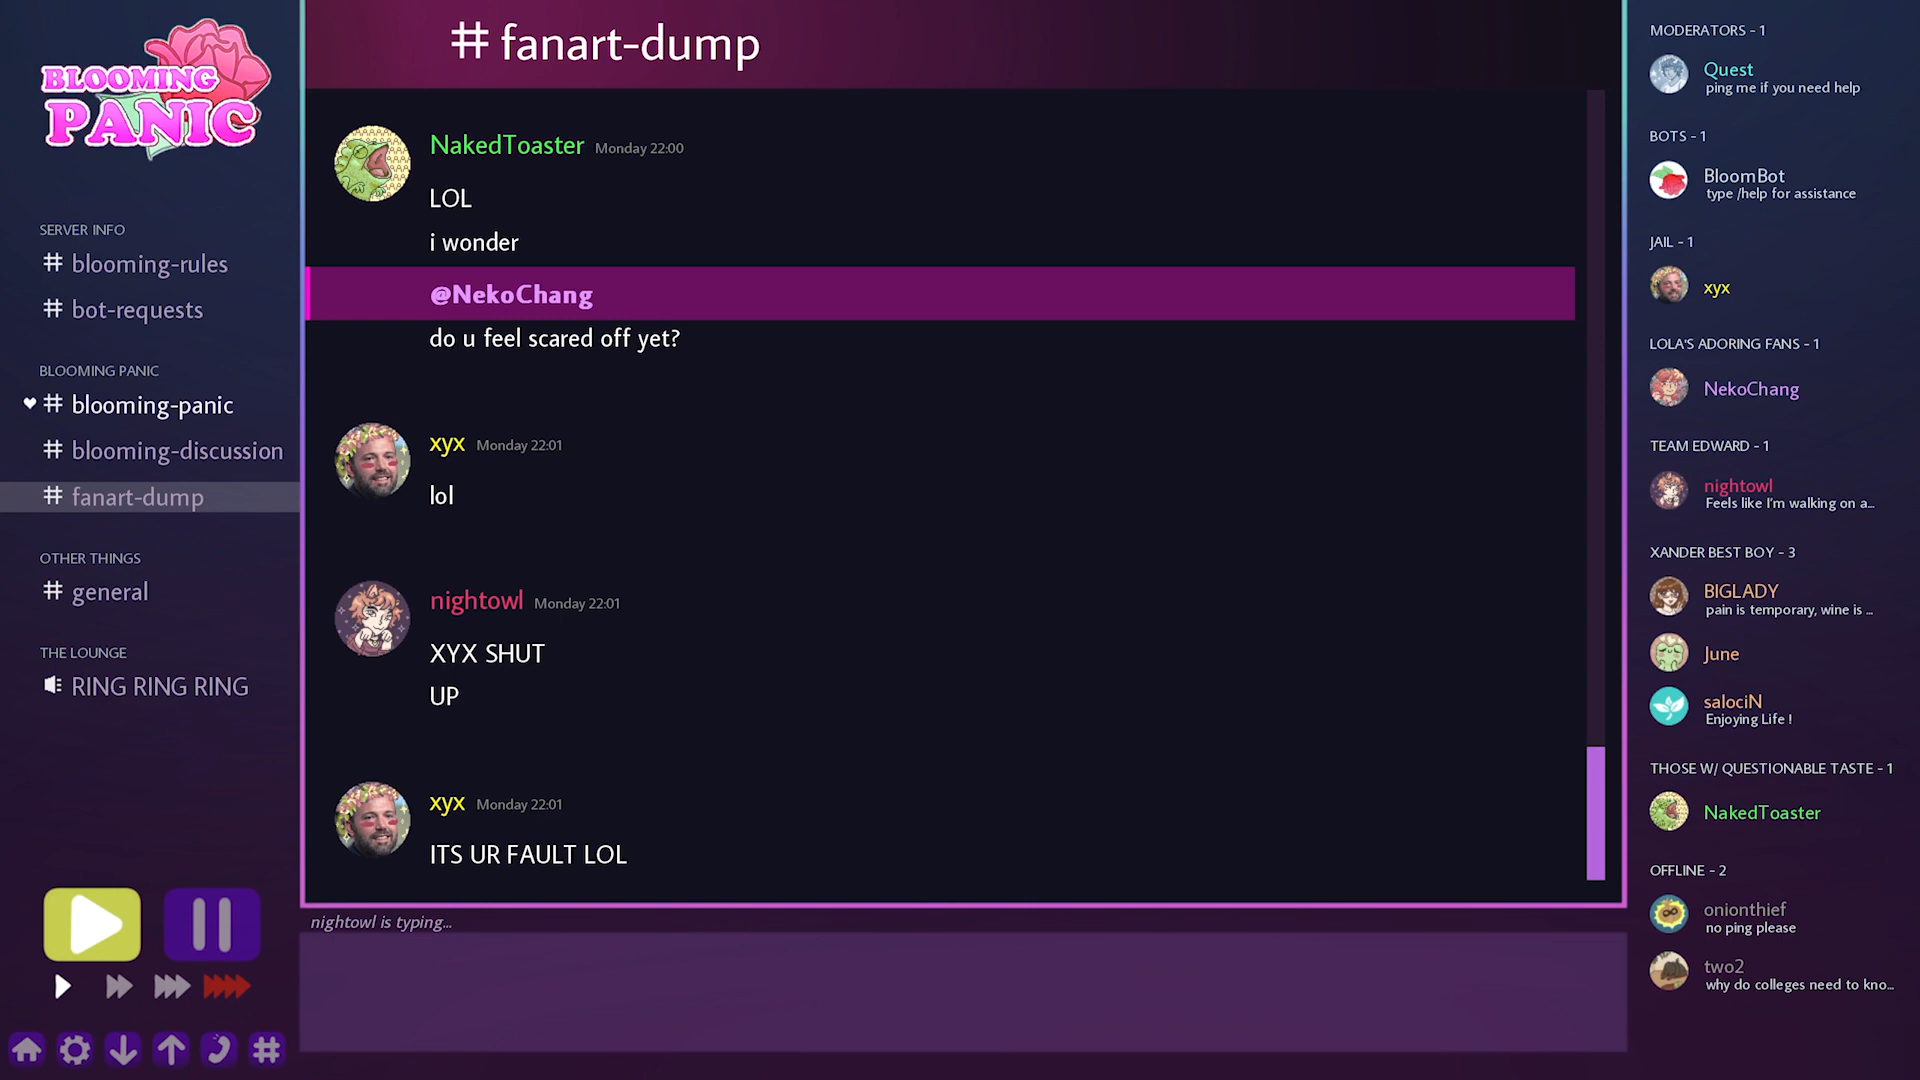 BLOOMING
PANIC
SERVER INFO
# blooming-rules
# bot-requests
BLOOMING PANIC
# blooming-panic
# blooming-discussion
# fanart-dump
OTHER THINGS
# general
THE LOUNGE
RING RING RING
# fanart-dump
NakedToaster Monday 22:00
LOL
i wonder
@NekoChang
do u feel scared off yet?
xyx Monday 22:01
lol
nightowl Monday 22:01
XYX SHUT
UP
xyx Monday 22:01
ITS UR FAULT LOL
nightowl is typing...
MODERATORS - 1
Quest
ping me if you need help
BOTS - 1
BloomBot
type /help for assistance
JAIL - 1
xyx
LOLA'S ADORING FANS - 1
NekoChang
TEAM EDWARD - 1
nightowl
Feels like I'm walking on a...
XANDER BEST BOY - 3
BIGLADY
pain is temporary, wine is ...
June
salociN
Enjoying Life !
THOSE W/ QUESTIONABLE TASTE - 1
NakedToaster
OFFLINE - 2
onionthief
no ping please
two2
why do colleges need to kno...